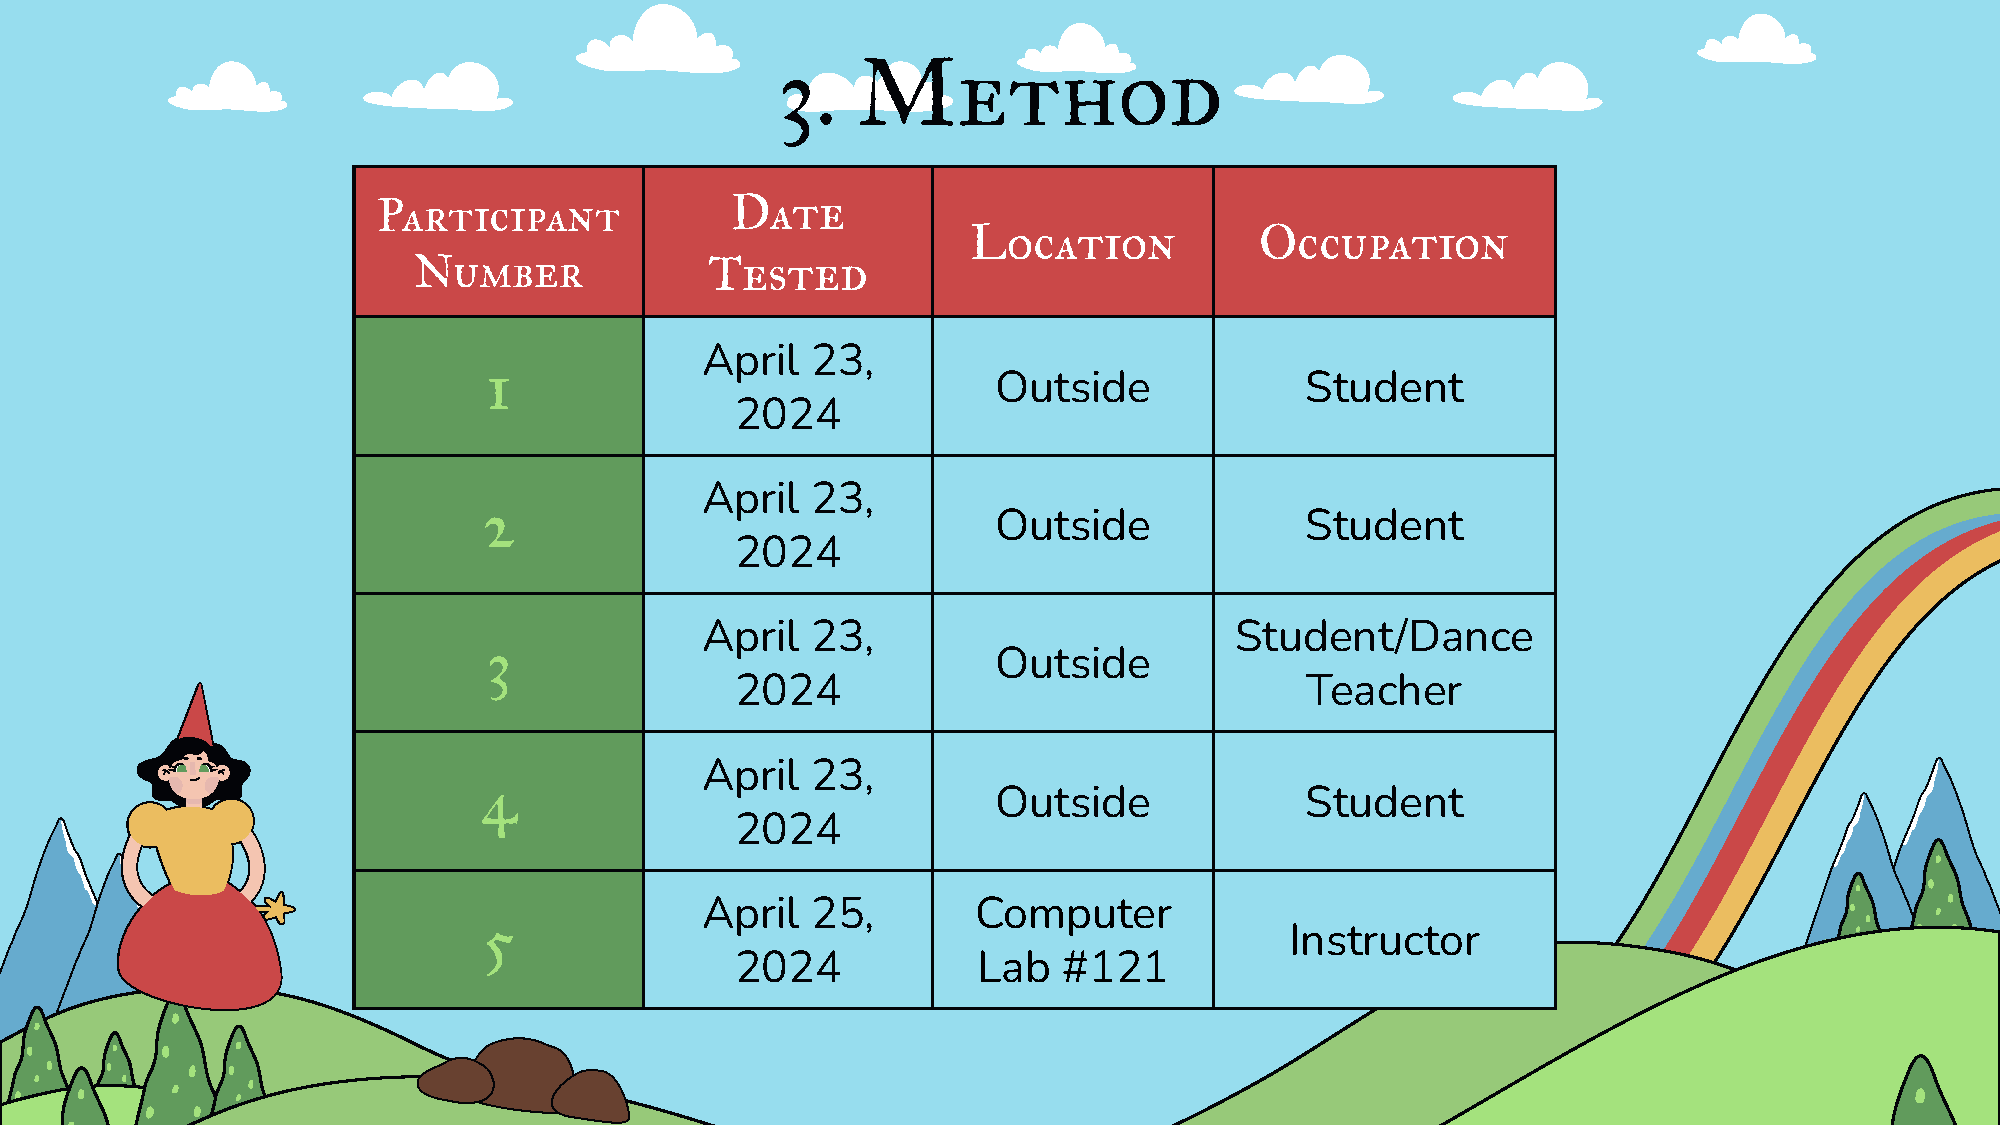 3. Method
Participant Number
Date Tested
Location
Occupation
1
April 23, 2024
Outside
Student
2
April 23, 2024
Outside
Student
3
April 23, 2024
Outside
Student/Dance Teacher
4
April 23, 2024
Outside
Student
5
April 25, 2024
Computer Lab #121
Instructor